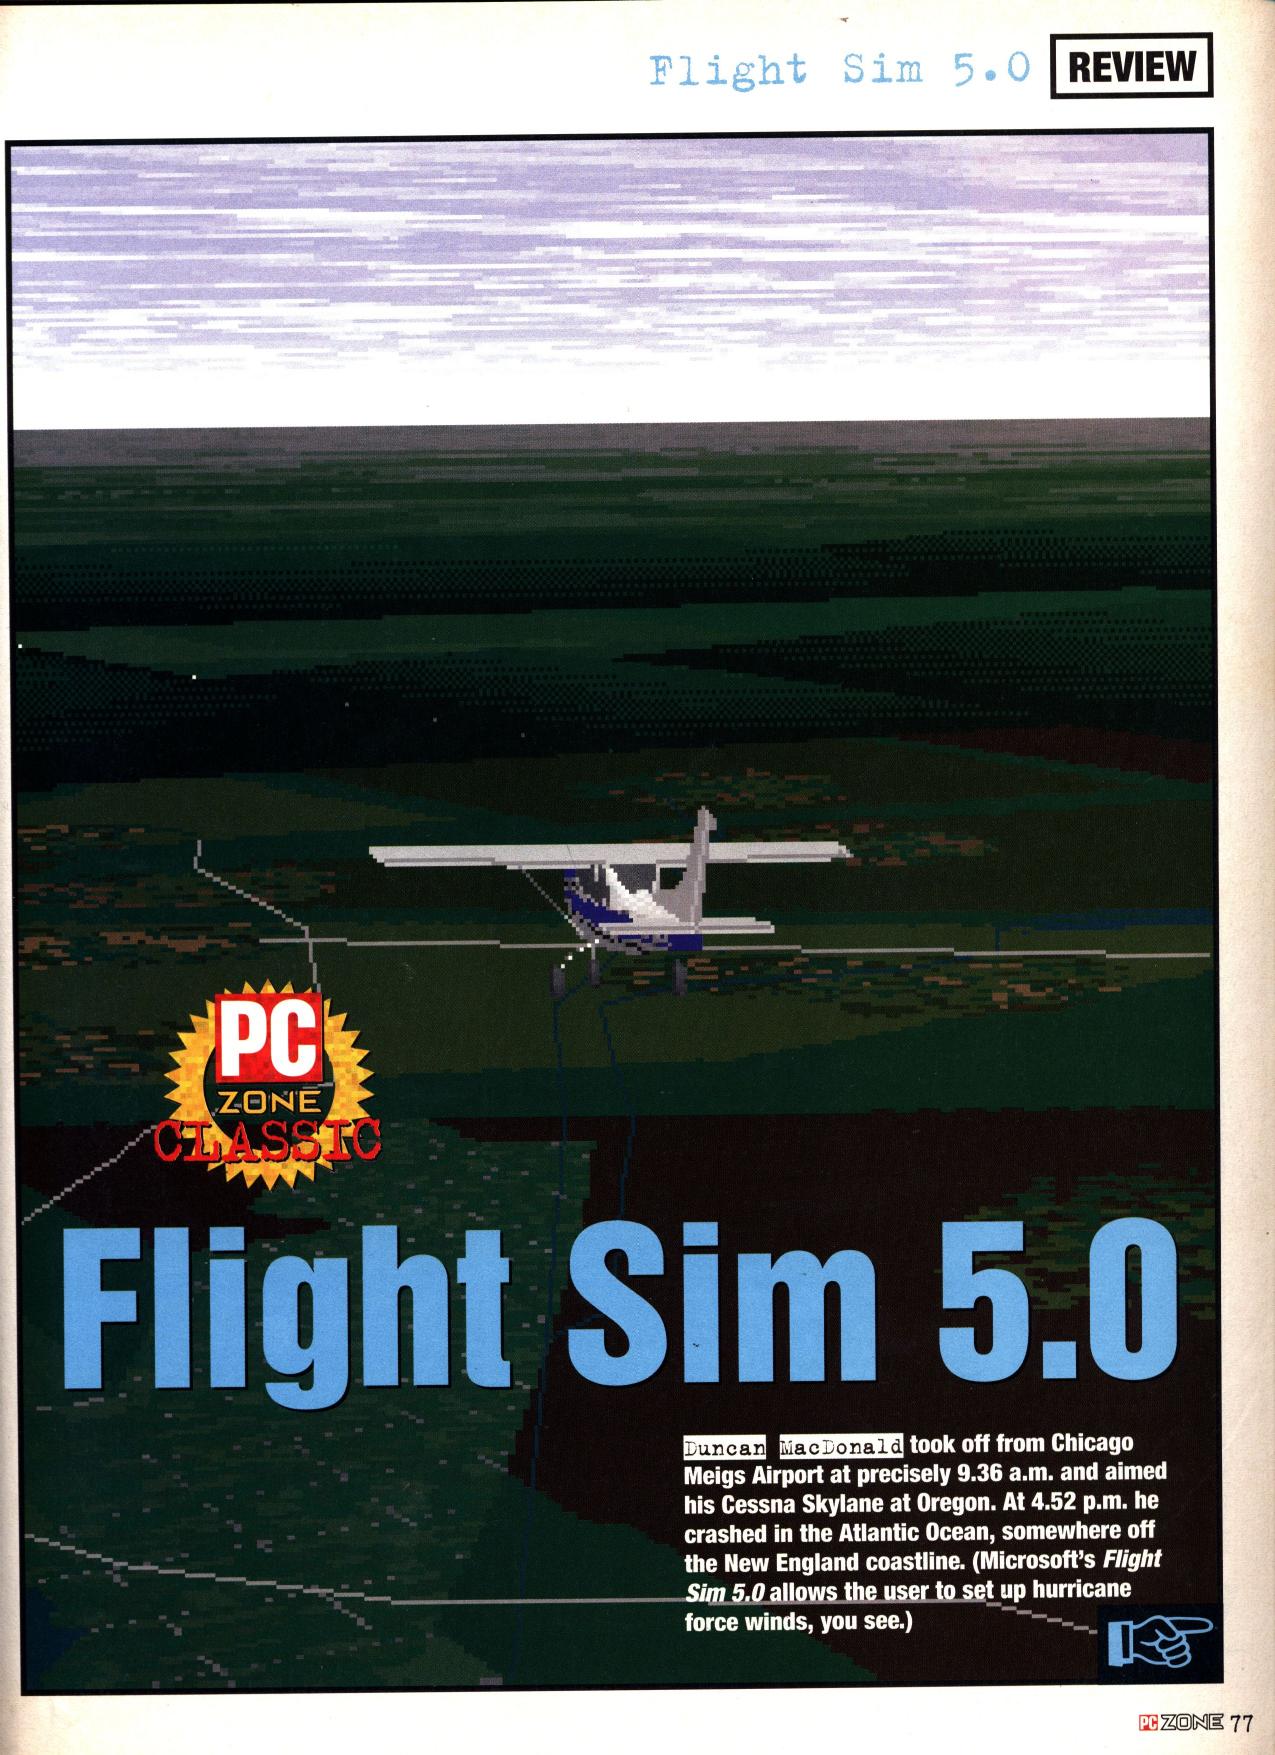 Flight Sim 5.0 REVIEW
PC
ZONE
CLASSIC
Flight Sim 5.0
Duncan MacDonald took off from Chicago
Meigs Airport at precisely 9.36 a.m. and aimed
his Cessna Skylane at Oregon. At 4.52 p.m. he
crashed in the Atlantic Ocean, somewhere off
the New England coastline. (Microsoft's Flight
Sim 5.0 allows the user to set up hurricane
force winds, you see.)
PC ZONE 77